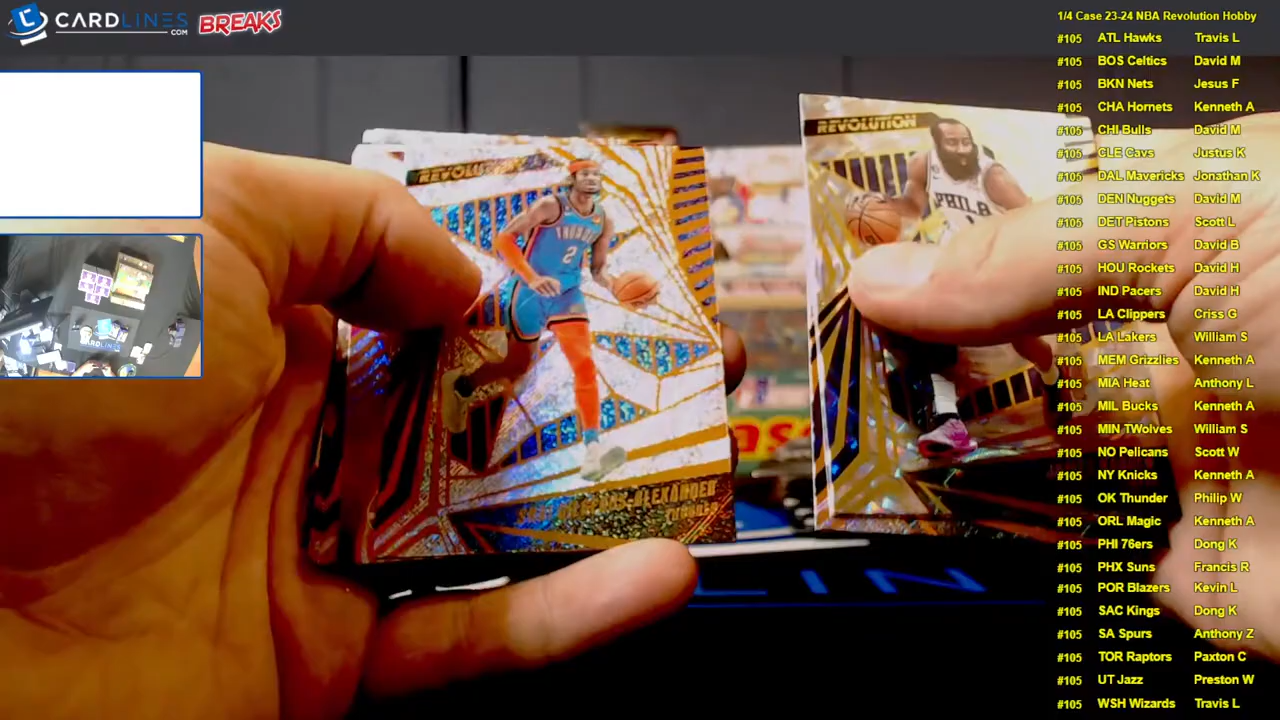 CARDLINES
.COM
BREAKS
1/4 Case 23-24 NBA Revolution Hobby
#105 ATL Hawks Travis L
#105 BOS Celtics David M
#105 BKN Nets Jesus F
#105 CHA Hornets Kenneth A
#105 CHI Bulls David M
#105 CLE Cavs Justus K
#105 DAL Mavericks Jonathan K
#105 DEN Nuggets David M
#105 DET Pistons Scott L
#105 GS Warriors David B
#105 HOU Rockets David H
#105 IND Pacers David H
#105 LA Clippers Criss G
#105 LA Lakers William S
#105 MEM Grizzlies Kenneth A
#105 MIA Heat Anthony L
#105 MIL Bucks Kenneth A
#105 MIN TWolves William S
#105 NO Pelicans Scott W
#105 NY Knicks Kenneth A
#105 OK Thunder Philip W
#105 ORL Magic Kenneth A
#105 PHI 76ers Dong K
#105 PHX Suns Francis R
#105 POR Blazers Kevin L
#105 SAC Kings Dong K
#105 SA Spurs Anthony Z
#105 TOR Raptors Paxton C
#105 UT Jazz Preston W
#105 WSH Wizards Travis L
REVOLUTION
THUNDER
2
SHAI GILGEOUS-ALEXANDER
THUNDER
REVOLUTION
PHILA
1